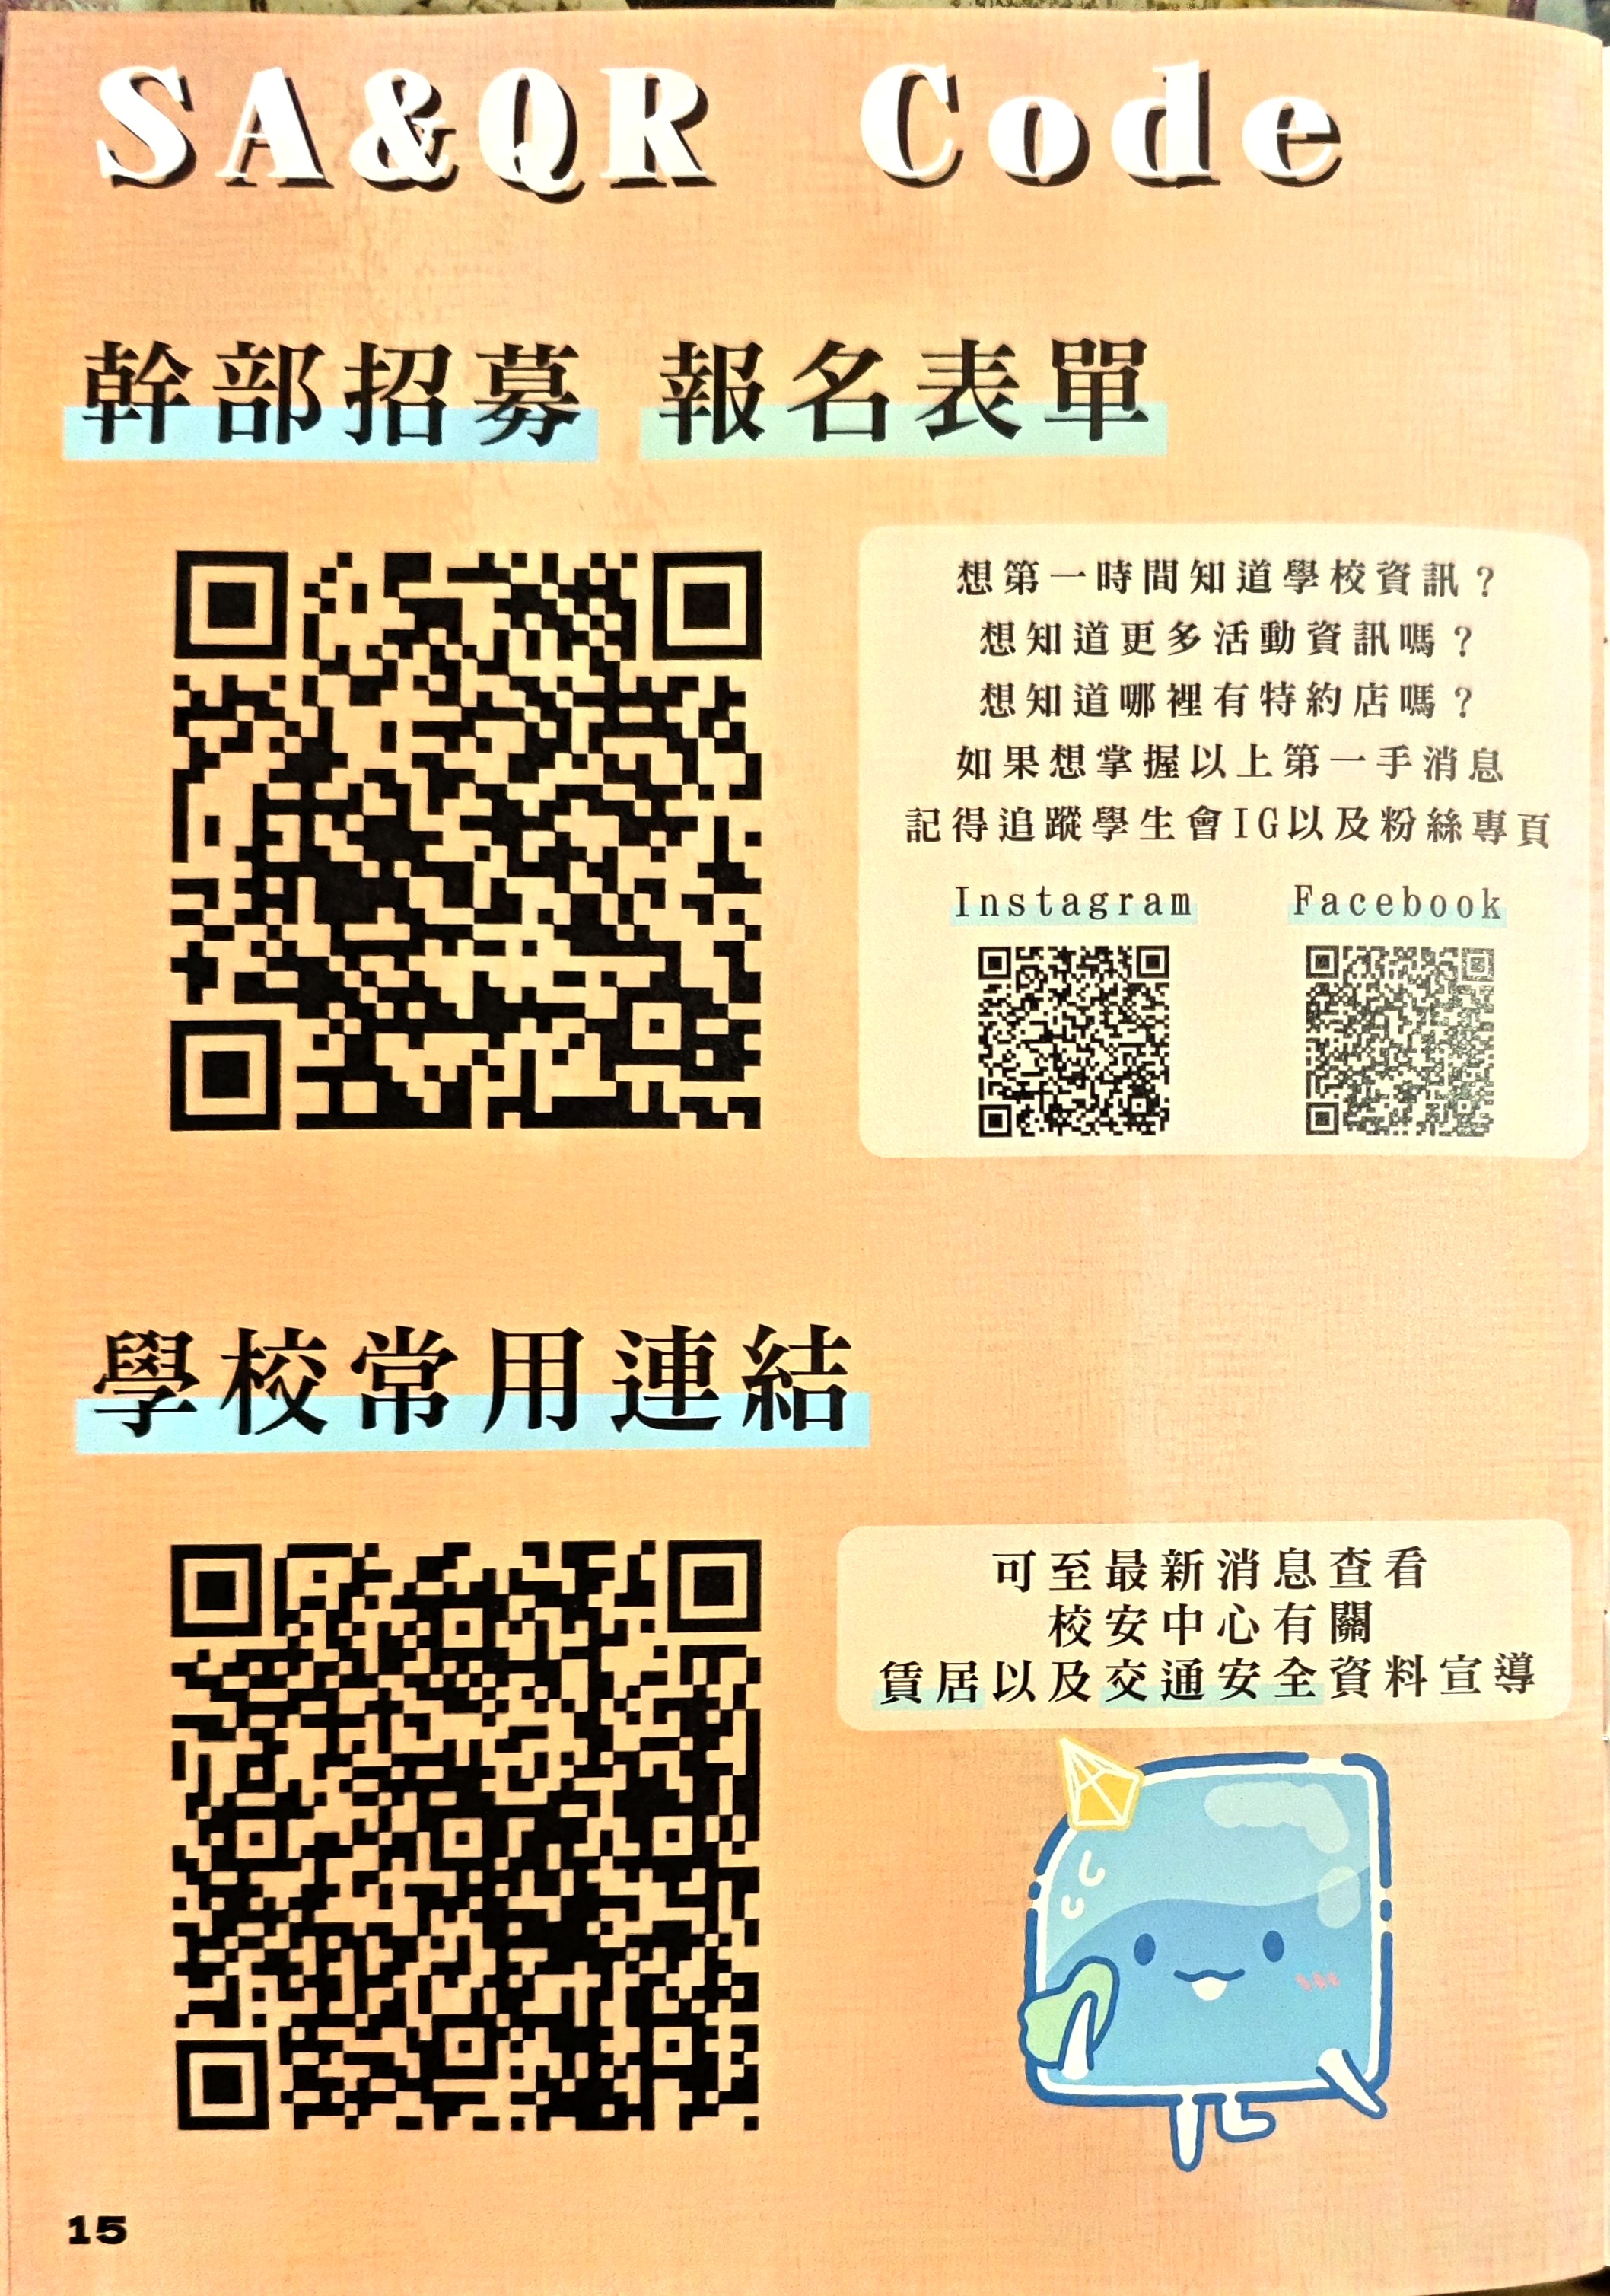 SA&QR Code
幹部招募 報名表單
想第一時間知道學校資訊？
想知道更多活動資訊嗎？
想知道哪裡有特約店嗎？
如果想掌握以上第一手消息
記得追蹤學生會IG以及粉絲專頁
Instagram Facebook
學校常用連結
可至最新消息查看
校安中心有關
賃居以及交通安全資料宣導
15